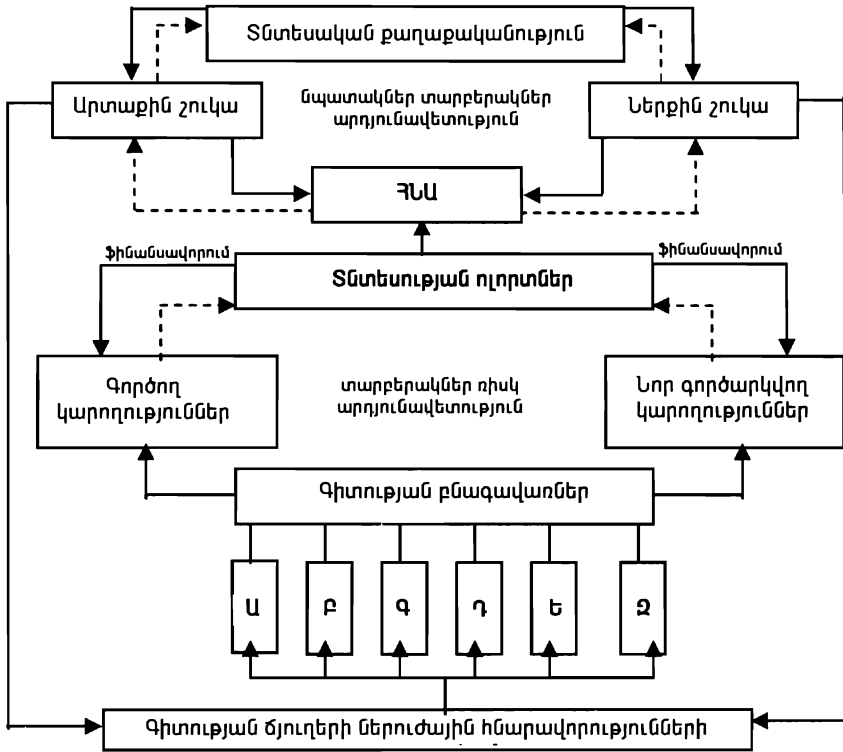 Տնտեսական քաղաքականություն
Արտաքին շուկա
նպատակներ տարբերակներ
արդյունավետություն
Ներքին շուկա
ՀՆԱ
ֆինանսավորում
Տնտեսության ոլորտներ
ֆինանսավորում
Գործող
կարողություններ
տարբերակներ ռիսկ
արդյունավետություն
Նոր գործարկվող
կարողություններ
Գիտության բնագավառներ
Ա
Բ
Գ
Դ
Ե
Զ
Գիտության ճյուղերի ներուժային հնարավորությունների